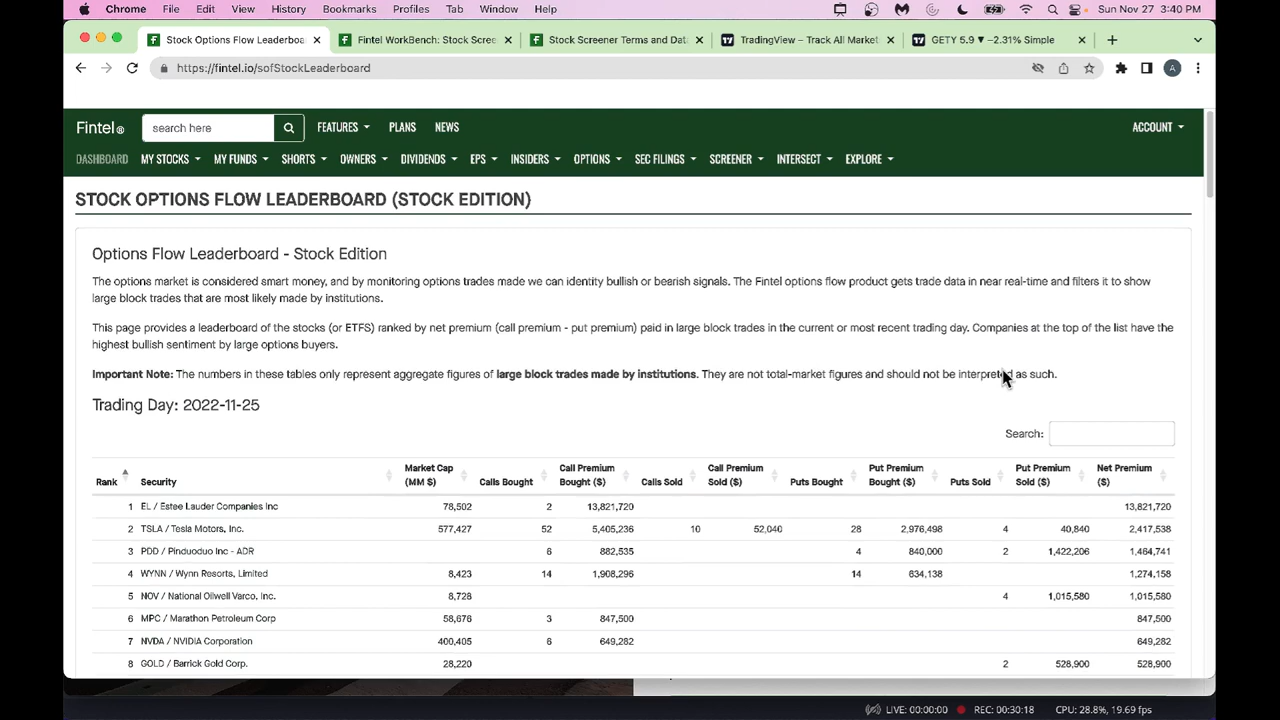 Chrome File Edit View History Bookmarks Profiles Tab Window Help Sun Nov 27 3:40 PM
Stock Options Flow Leaderboa × Fintel WorkBench: Stock Scree × Stock Screener Terms and Data × TradingView – Track All Market × GETY 5.9 ▼ −2.31% Simple × +
https://fintel.io/sofStockLeaderboard A
Fintel® search here FEATURES PLANS NEWS ACCOUNT
DASHBOARD MY STOCKS MY FUNDS SHORTS OWNERS DIVIDENDS EPS INSIDERS OPTIONS SEC FILINGS SCREENER INTERSECT EXPLORE
STOCK OPTIONS FLOW LEADERBOARD (STOCK EDITION)
Options Flow Leaderboard - Stock Edition
The options market is considered smart money, and by monitoring options trades made we can identity bullish or bearish signals. The Fintel options flow product gets trade data in near real-time and filters it to show
large block trades that are most likely made by institutions.
This page provides a leaderboard of the stocks (or ETFS) ranked by net premium (call premium - put premium) paid in large block trades in the current or most recent trading day. Companies at the top of the list have the
highest bullish sentiment by large options buyers.
Important Note: The numbers in these tables only represent aggregate figures of large block trades made by institutions. They are not total-market figures and should not be interpreted as such.
Trading Day: 2022-11-25
Search:
Market Cap Call Premium Call Premium Put Premium Put Premium Net Premium
Rank Security (MM $) Calls Bought Bought ($) Calls Sold Sold ($) Puts Bought Bought ($) Puts Sold Sold ($) ($)
1 EL / Estee Lauder Companies Inc 78,502 2 13,821,720 13,821,720
2 TSLA / Tesla Motors, Inc. 577,427 52 5,405,236 10 52,040 28 2,976,498 4 40,840 2,417,538
3 PDD / Pinduoduo Inc - ADR 6 882,535 4 840,000 2 1,422,206 1,464,741
4 WYNN / Wynn Resorts, Limited 8,423 14 1,908,296 14 634,138 1,274,158
5 NOV / National Oilwell Varco, Inc. 8,728 4 1,015,580 1,015,580
6 MPC / Marathon Petroleum Corp 58,676 3 847,500 847,500
7 NVDA / NVIDIA Corporation 400,405 6 649,282 649,282
8 GOLD / Barrick Gold Corp. 28,220 2 528,900 528,900
LIVE: 00:00:00 REC: 00:30:18 CPU: 28.8%, 19.69 fps